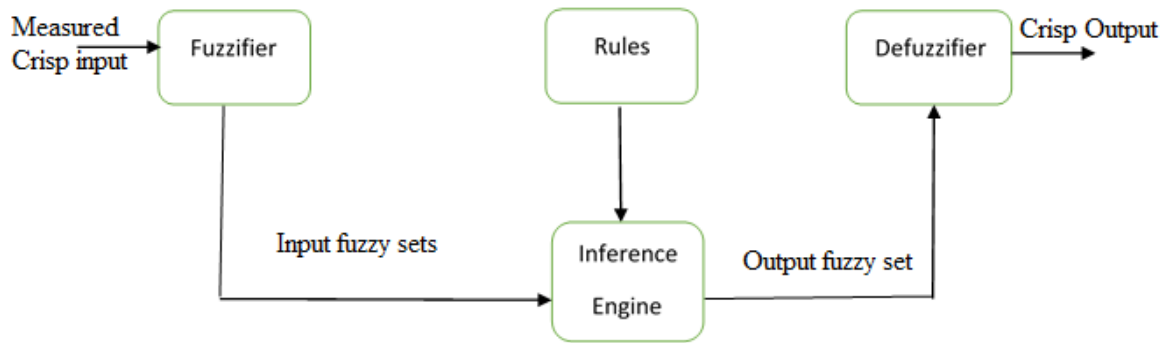 Measured
Crisp input
Fuzzifier
Rules
Defuzzifier
Crisp Output
Input fuzzy sets
Inference
Engine
Output fuzzy set